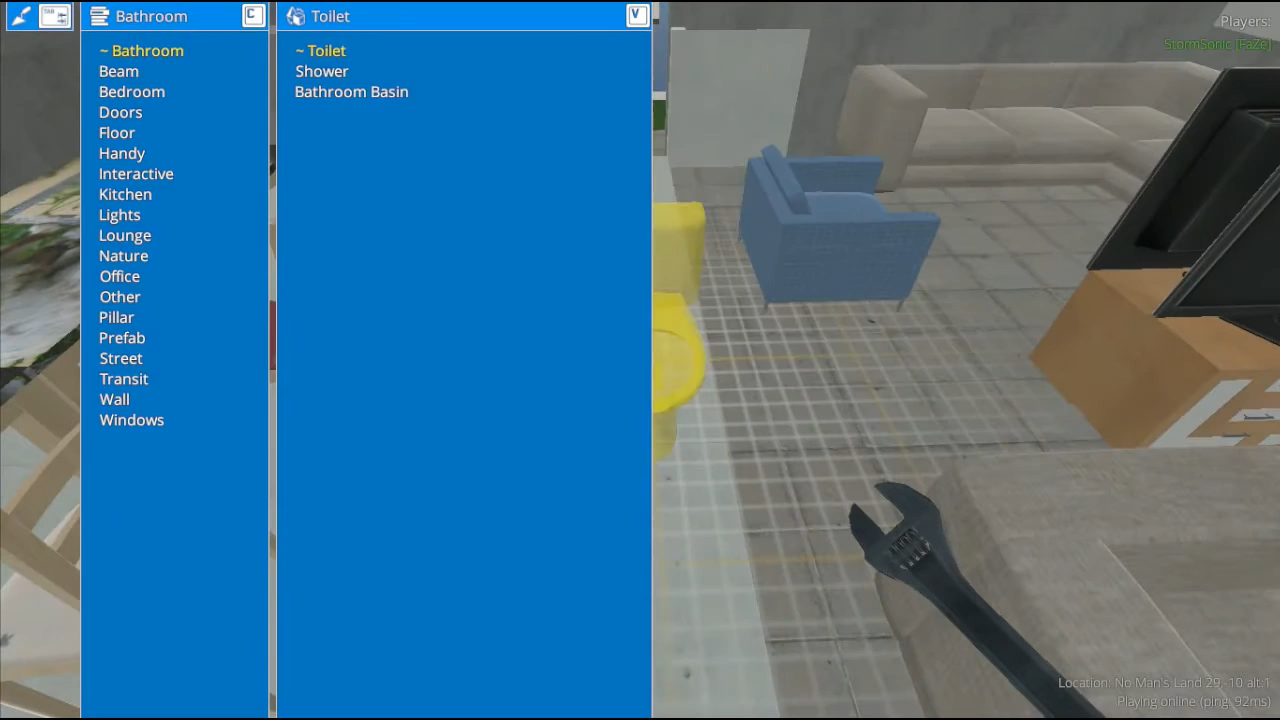 TAB
Bathroom
C
~ Bathroom
Beam
Bedroom
Doors
Floor
Handy
Interactive
Kitchen
Lights
Lounge
Nature
Office
Other
Pillar
Prefab
Street
Transit
Wall
Windows
Toilet
V
~ Toilet
Shower
Bathroom Basin
Players:
StormSonic [FaZe]
Location: No Man's Land 29,-10 alt:1
Playing online (ping: 92ms)